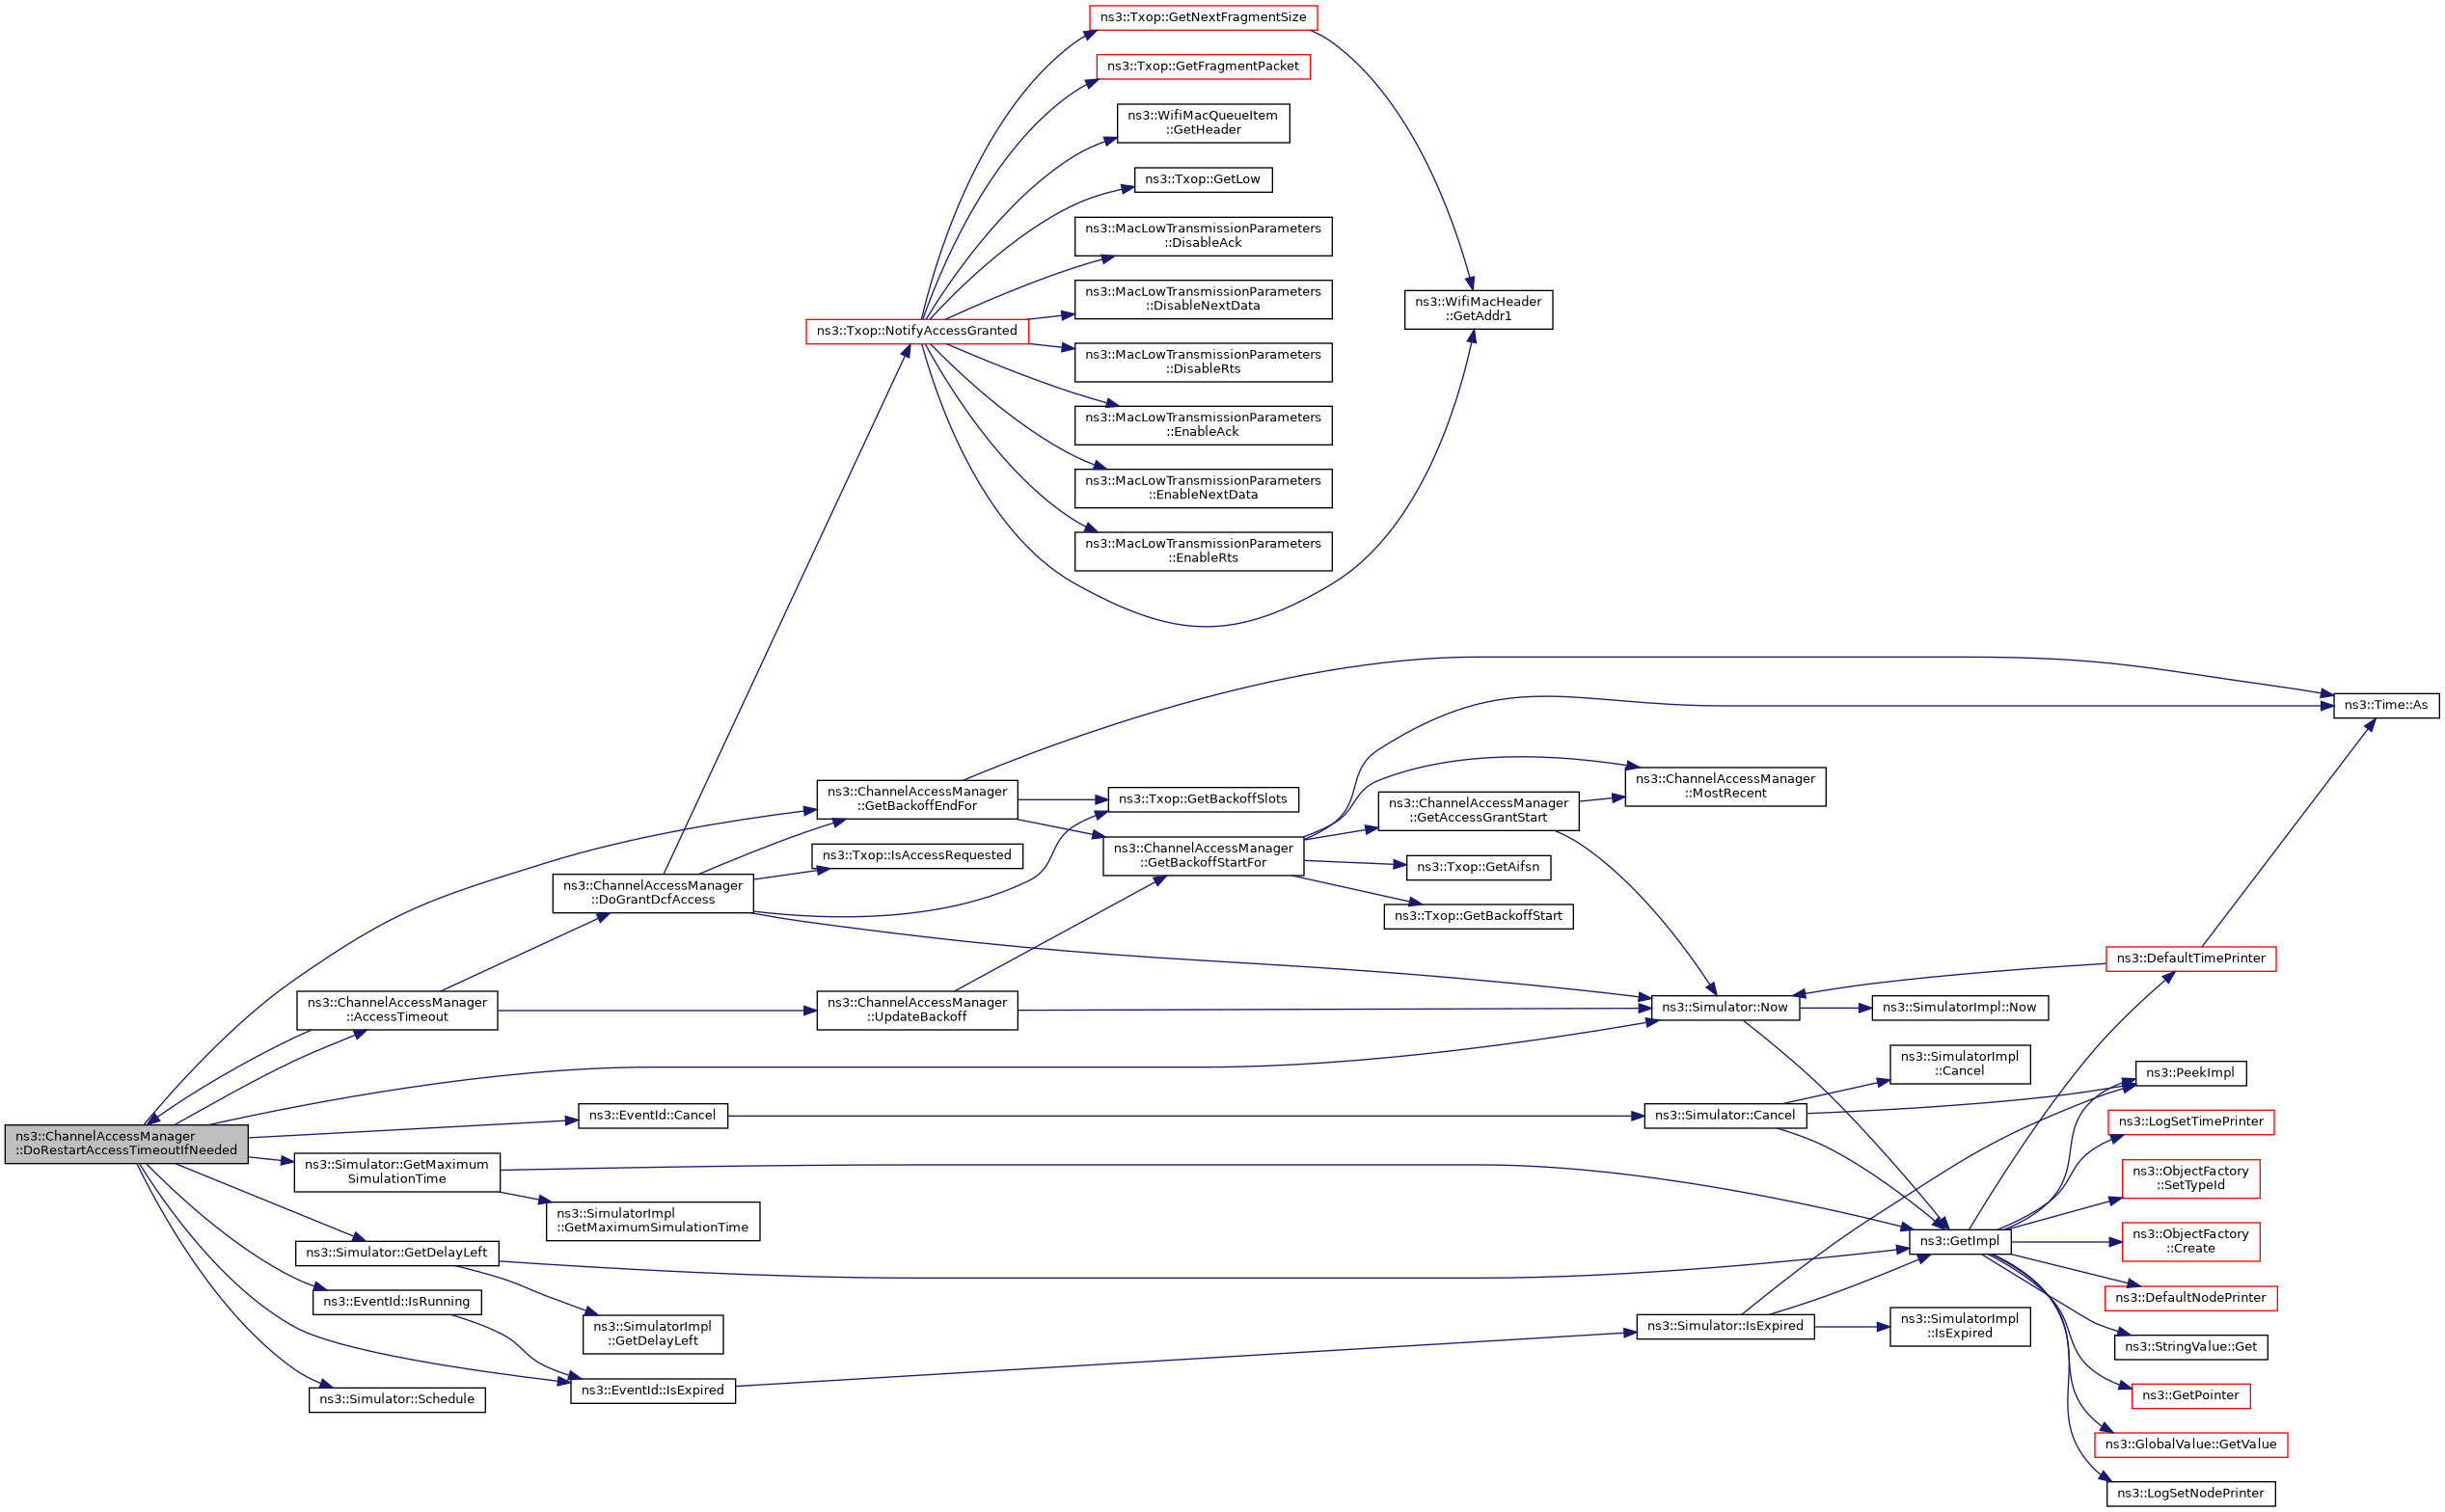 ns3::Txop::GetNextFragmentSize
ns3::Txop::GetFragmentPacket
ns3::WifiMacQueueItem
::GetHeader
ns3::Txop::GetLow
ns3::MacLowTransmissionParameters
::DisableAck
ns3::MacLowTransmissionParameters
::DisableNextData
ns3::WifiMacHeader
::GetAddr1
ns3::Txop::NotifyAccessGranted
ns3::MacLowTransmissionParameters
::DisableRts
ns3::MacLowTransmissionParameters
::EnableAck
ns3::MacLowTransmissionParameters
::EnableNextData
ns3::MacLowTransmissionParameters
::EnableRts
ns3::Time::As
ns3::ChannelAccessManager
::MostRecent
ns3::ChannelAccessManager
::GetBackoffEndFor
ns3::Txop::GetBackoffSlots
ns3::ChannelAccessManager
::GetAccessGrantStart
ns3::Txop::IsAccessRequested
ns3::ChannelAccessManager
::GetBackoffStartFor
ns3::Txop::GetAifsn
ns3::ChannelAccessManager
::DoGrantDcfAccess
ns3::Txop::GetBackoffStart
ns3::DefaultTimePrinter
ns3::ChannelAccessManager
::AccessTimeout
ns3::ChannelAccessManager
::UpdateBackoff
ns3::Simulator::Now
ns3::SimulatorImpl::Now
ns3::SimulatorImpl
::Cancel
ns3::PeekImpl
ns3::EventId::Cancel
ns3::Simulator::Cancel
ns3::LogSetTimePrinter
ns3::ChannelAccessManager
::DoRestartAccessTimeoutIfNeeded
ns3::Simulator::GetMaximum
SimulationTime
ns3::ObjectFactory
::SetTypeId
ns3::SimulatorImpl
::GetMaximumSimulationTime
ns3::GetImpl
ns3::ObjectFactory
::Create
ns3::Simulator::GetDelayLeft
ns3::DefaultNodePrinter
ns3::EventId::IsRunning
ns3::SimulatorImpl
::GetDelayLeft
ns3::Simulator::IsExpired
ns3::SimulatorImpl
::IsExpired
ns3::StringValue::Get
ns3::EventId::IsExpired
ns3::Simulator::Schedule
ns3::GetPointer
ns3::GlobalValue::GetValue
ns3::LogSetNodePrinter